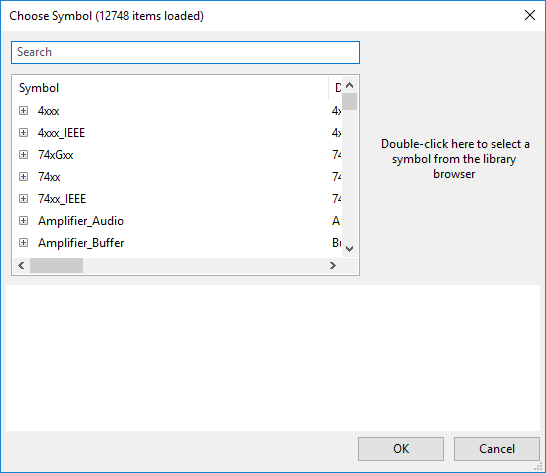 Choose Symbol (12748 items loaded)
Search
Symbol D
4xxx 4x
4xxx_IEEE 4x
74xGxx 74
74xx 74
74xx_IEEE 74
Amplifier_Audio A
Amplifier_Buffer Bu
Double-click here to select a
symbol from the library
browser
OK Cancel